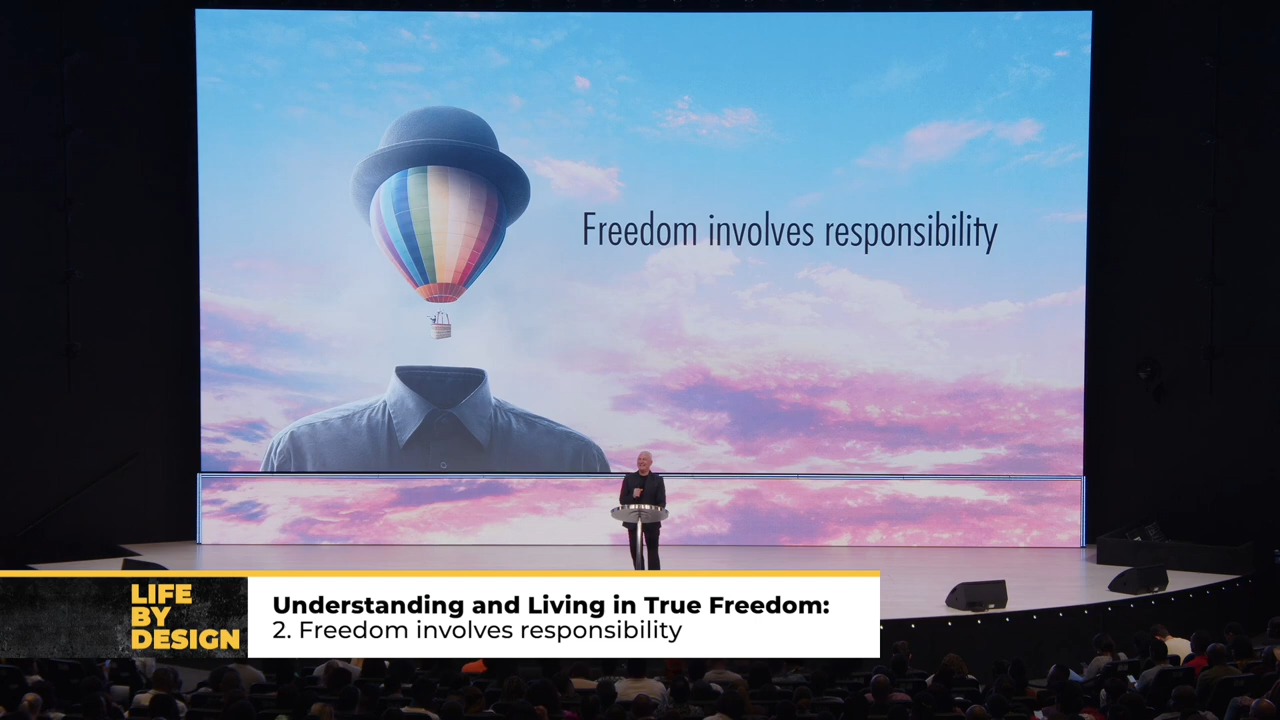 Freedom involves responsibility
LIFE
BY
DESIGN
Understanding and Living in True Freedom:
2. Freedom involves responsibility